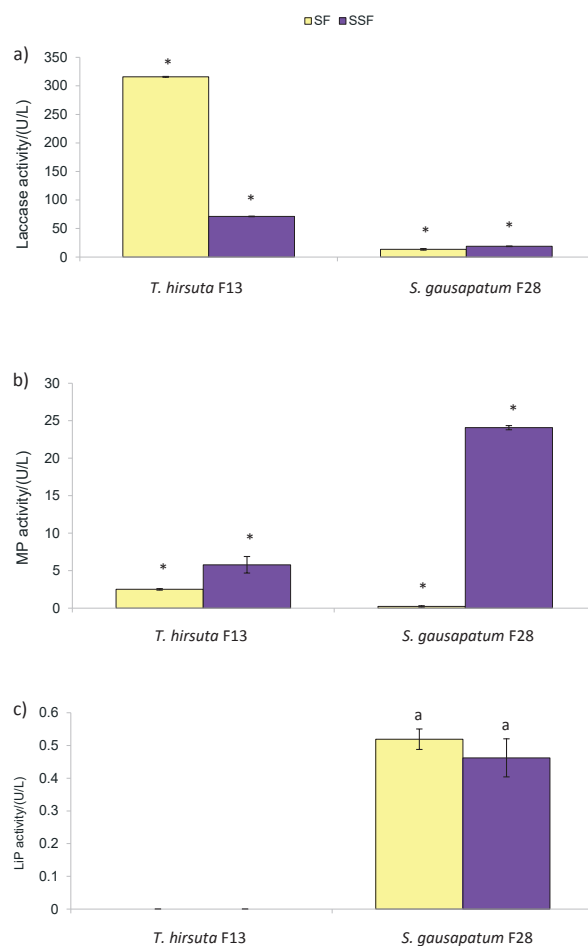 SF SSF
a)
Laccase activity/(U/L)
350
300
250
200
150
100
50
0
*
*
*
*
T. hirsuta F13 S. gausapatum F28
b)
MP activity/(U/L)
30
25
20
15
10
5
0
*
*
*
*
T. hirsuta F13 S. gausapatum F28
c)
LiP activity/(U/L)
0.6
0.5
0.4
0.3
0.2
0.1
0
a a
T. hirsuta F13 S. gausapatum F28